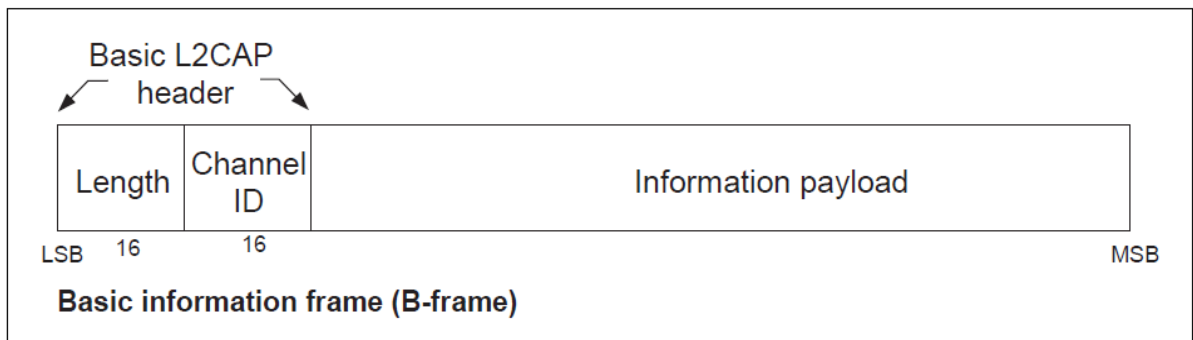 Basic L2CAP
header
Length
Channel
ID
Information payload
LSB
16
16
MSB
Basic information frame (B-frame)